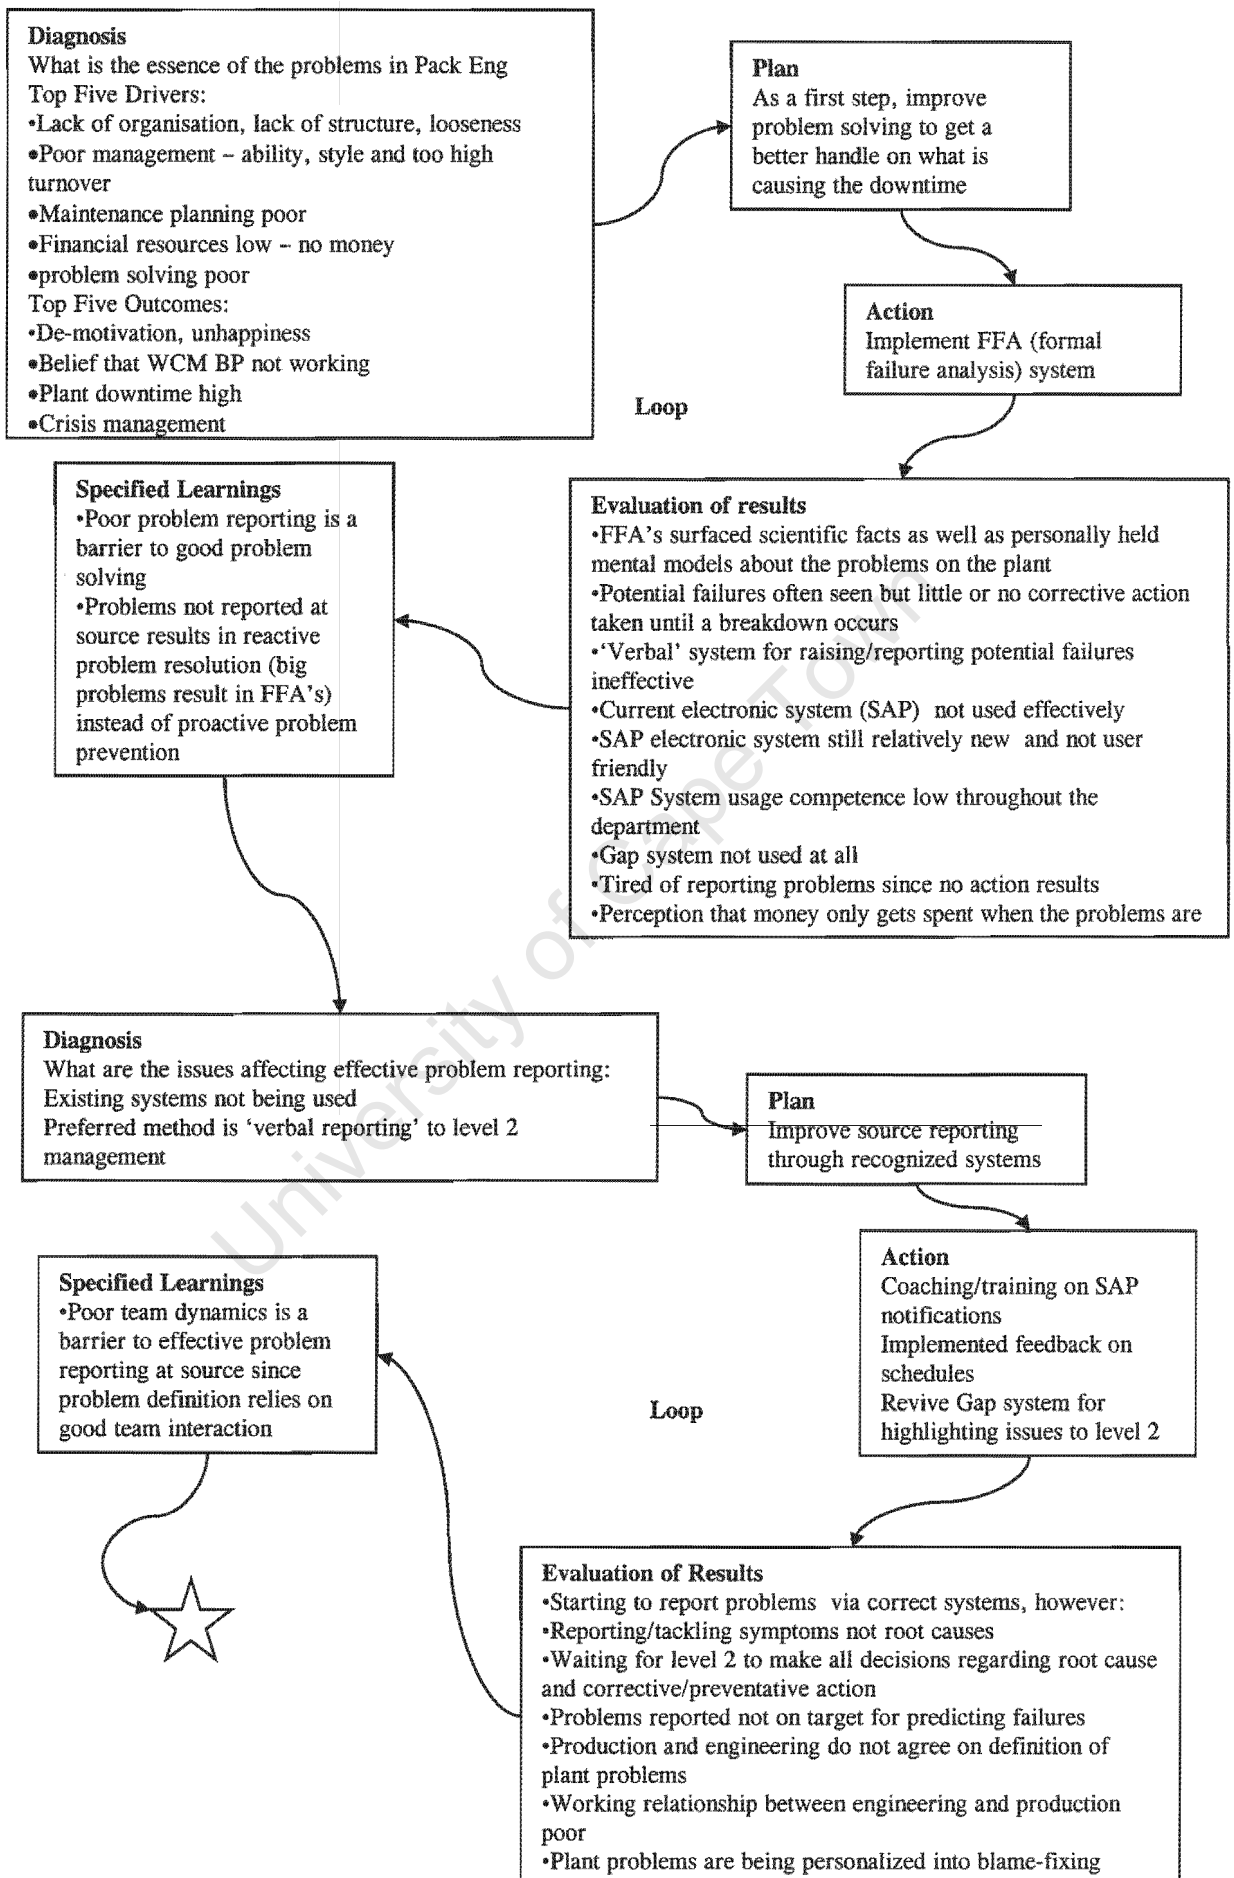 Diagnosis
What is the essence of the problems in Pack Eng
Top Five Drivers:
•Lack of organisation, lack of structure, looseness
•Poor management – ability, style and too high
turnover
•Maintenance planning poor
•Financial resources low – no money
•problem solving poor
Top Five Outcomes:
•De-motivation, unhappiness
•Belief that WCM BP not working
•Plant downtime high
•Crisis management
Plan
As a first step, improve
problem solving to get a
better handle on what is
causing the downtime
Action
Implement FFA (formal
failure analysis) system
Loop
Evaluation of results
•FFA's surfaced scientific facts as well as personally held
mental models about the problems on the plant
•Potential failures often seen but little or no corrective action
taken until a breakdown occurs
•'Verbal' system for raising/reporting potential failures
ineffective
•Current electronic system (SAP) not used effectively
•SAP electronic system still relatively new and not user
friendly
•SAP System usage competence low throughout the
department
•Gap system not used at all
•Tired of reporting problems since no action results
•Perception that money only gets spent when the problems are
Specified Learnings
•Poor problem reporting is a
barrier to good problem
solving
•Problems not reported at
source results in reactive
problem resolution (big
problems result in FFA's)
instead of proactive problem
prevention
Diagnosis
What are the issues affecting effective problem reporting:
Existing systems not being used
Preferred method is 'verbal reporting' to level 2
management
Plan
Improve source reporting
through recognized systems
Action
Coaching/training on SAP
notifications
Implemented feedback on
schedules
Revive Gap system for
highlighting issues to level 2
Loop
Evaluation of Results
•Starting to report problems via correct systems, however:
•Reporting/tackling symptoms not root causes
•Waiting for level 2 to make all decisions regarding root cause
and corrective/preventative action
•Problems reported not on target for predicting failures
•Production and engineering do not agree on definition of
plant problems
•Working relationship between engineering and production
poor
•Plant problems are being personalized into blame-fixing
Specified Learnings
•Poor team dynamics is a
barrier to effective problem
reporting at source since
problem definition relies on
good team interaction
University of Cape Town